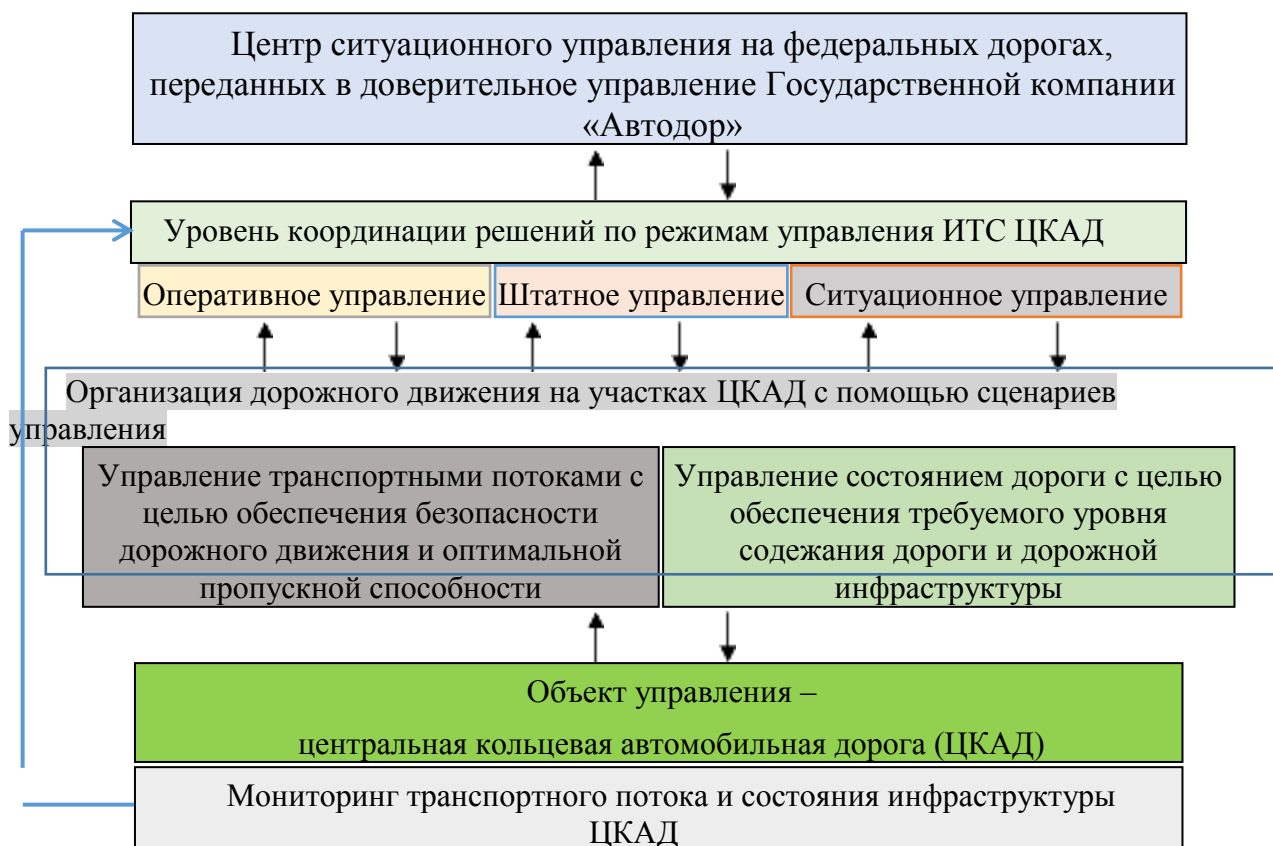 Центр ситуационного управления на федеральных дорогах,
переданных в доверительное управление Государственной компании
«Автодор»
Уровень координации решений по режимам управления ИТС ЦКАД
Оперативное управление Штатное управление Ситуационное управление
Организация дорожного движения на участках ЦКАД с помощью сценариев
управления
Управление транспортными потоками с
целью обеспечения безопасности
дорожного движения и оптимальной
пропускной способности
Управление состоянием дороги с целью
обеспечения требуемого уровня
содежания дороги и дорожной
инфраструктуры
Объект управления –
центральная кольцевая автомобильная дорога (ЦКАД)
Мониторинг транспортного потока и состояния инфраструктуры
ЦКАД